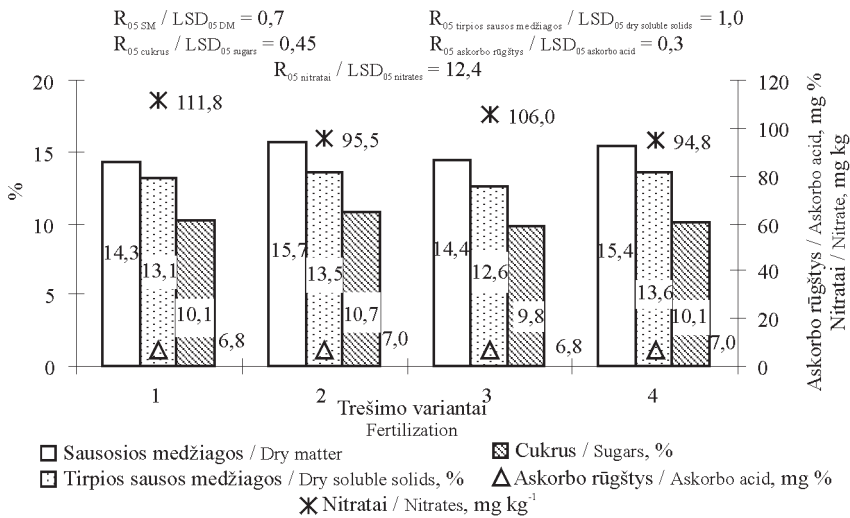 R05 SM / LSD05 DM = 0,7
R05 tirpios sausos medžiagos / LSD05 dry soluble solids = 1,0
R05 cukrus / LSD05 sugars = 0,45
R05 askorbo rūgštys / LSD05 askorbo acid = 0,3
R05 nitratai / LSD05 nitrates = 12,4
20
15
10
5
0
%
120
100
80
60
40
20
0
Askorbo rūgštys / Askorbo acid, mg %
Nitratai / Nitrate, mg kg
111,8
95,5
106,0
94,8
14,3
13,1
10,1
6,8
15,7
13,5
10,7
7,0
14,4
12,6
9,8
6,8
15,4
13,6
10,1
7,0
1
2
3
4
Trešimo variantai
Fertilization
Sausosios medžiagos / Dry matter
Cukrus / Sugars, %
Tirpios sausos medžiagos / Dry soluble solids, %
Askorbo rūgštys / Askorbo acid, mg %
Nitratai / Nitrates, mg kg-1